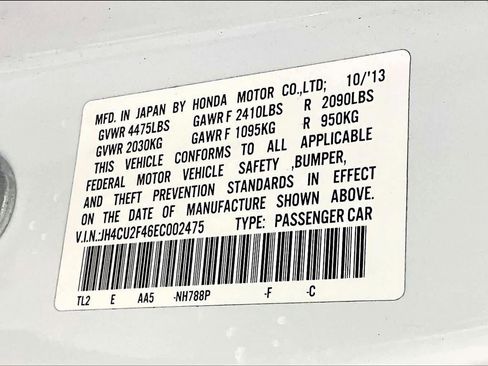 MFD. IN JAPAN BY HONDA MOTOR CO.,LTD; 10/'13
GVWR 4475LBS GAWR F 2410LBS R 2090LBS
GVWR 2030KG GAWR F 1095KG R 950KG
THIS VEHICLE CONFORMS TO ALL APPLICABLE
FEDERAL MOTOR VEHICLE SAFETY ,BUMPER,
AND THEFT PREVENTION STANDARDS IN EFFECT
ON THE DATE OF MANUFACTURE SHOWN ABOVE.
V.I.N.:JH4CU2F46EC002475 TYPE: PASSENGER CAR
TL2 E AA5 -NH788P -F -C